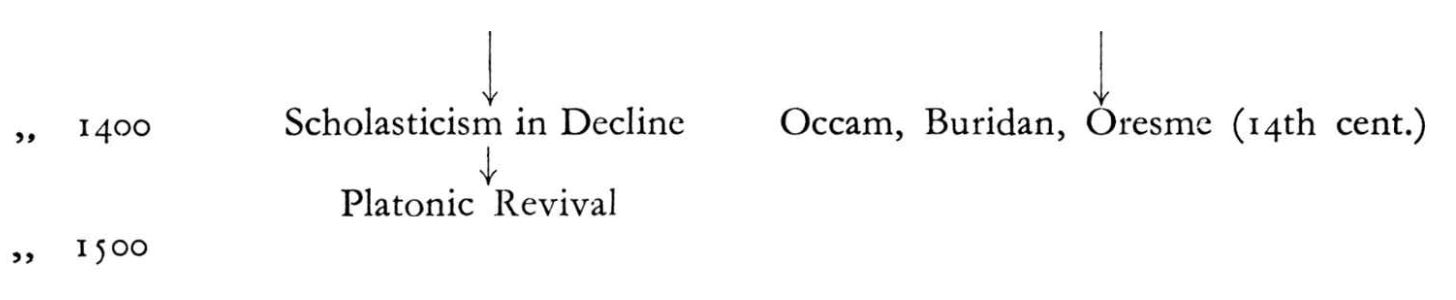 „ 1400 Scholasticism in Decline Occam, Buridan, Oresme (14th cent.)
Platonic Revival
„ 1500